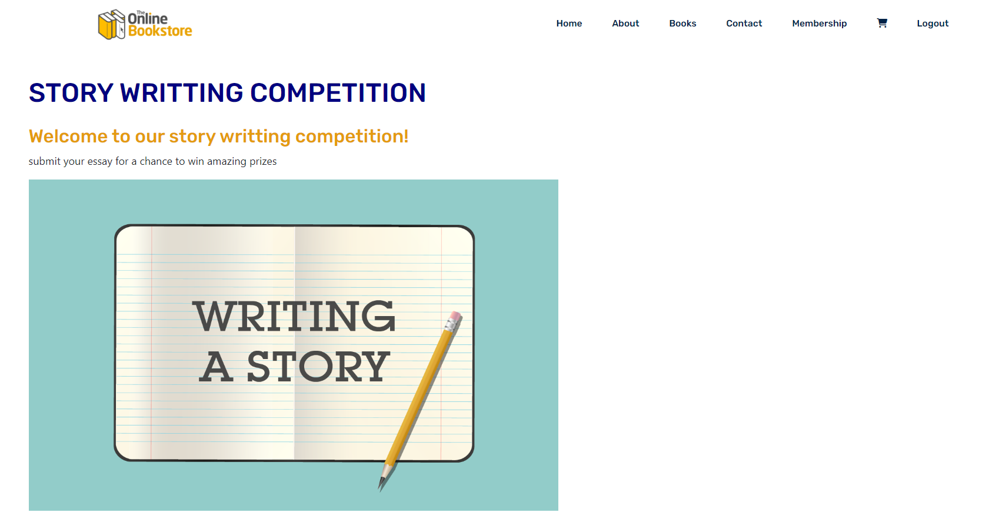 The
Online
Bookstore
Home About Books Contact Membership Logout
STORY WRITTING COMPETITION
Welcome to our story writting competition!
submit your essay for a chance to win amazing prizes
WRITING
A STORY